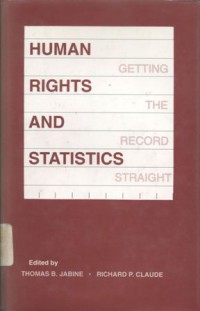 HUMAN
GETTING
RIGHTS
THE
AND
RECORD
STATISTICS
STRAIGHT
Edited by
THOMAS B. JABINE - RICHARD P. CLAUDE